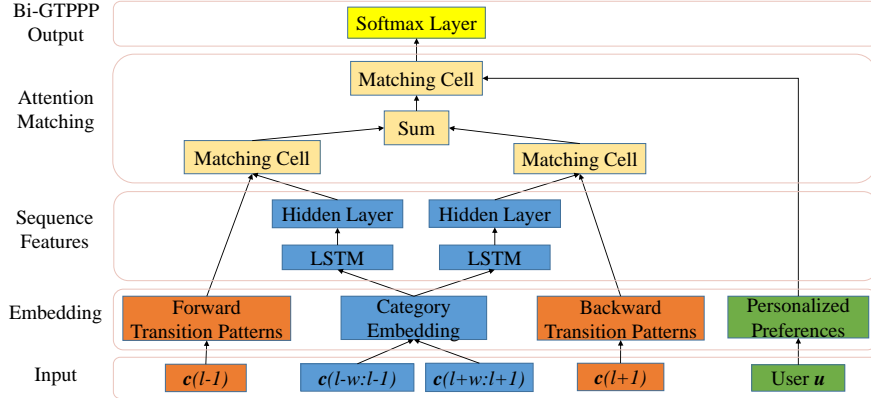 Bi-GTPPP
Output
Softmax Layer
Attention
Matching
Matching Cell
Sum
Matching Cell
Matching Cell
Sequence
Features
Hidden Layer
Hidden Layer
LSTM
LSTM
Embedding
Forward
Transition Patterns
Category
Embedding
Backward
Transition Patterns
Personalized
Preferences
Input
c(l-1)
c(l-w:l-1)
c(l+w:l+1)
c(l+1)
User u